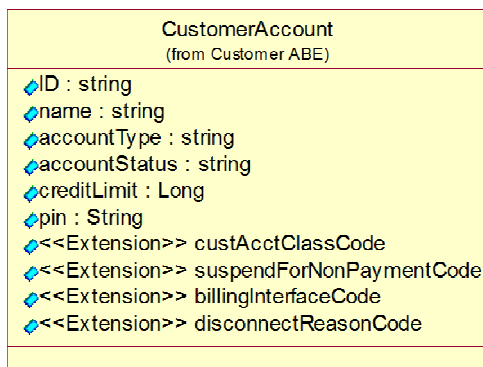 CustomerAccount
(from Customer ABE)
ID : string
name : string
accountType : string
accountStatus : string
creditLimit : Long
pin : String
<<Extension>> custAcctClassCode
<<Extension>> suspendForNonPaymentCode
<<Extension>> billingInterfaceCode
<<Extension>> disconnectReasonCode